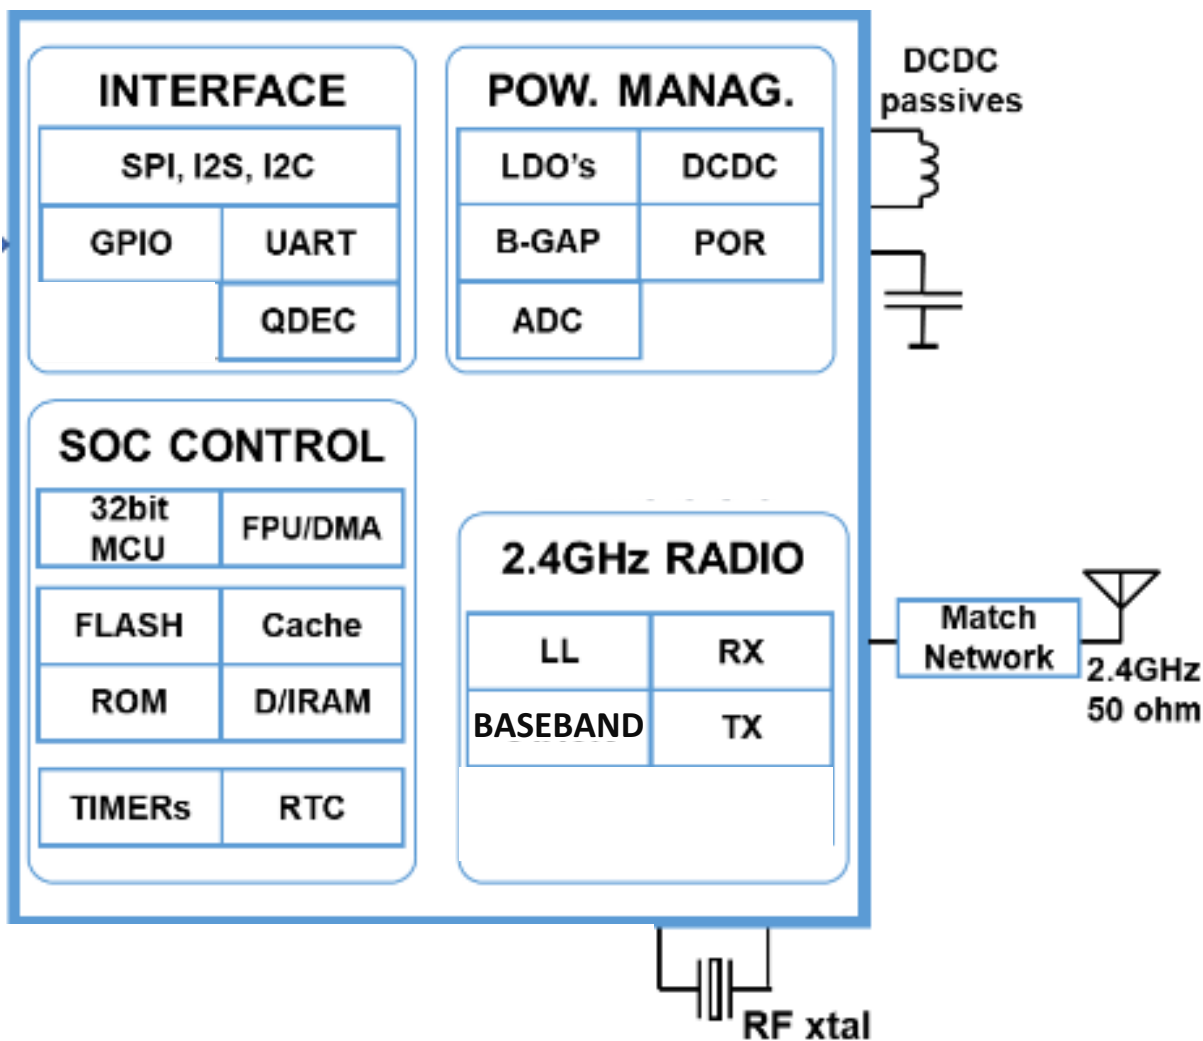 INTERFACE
SPI, I2S, I2C
GPIO
UART
QDEC
POW. MANAG.
LDO's
DCDC
B-GAP
POR
ADC
DCDC
passives
SOC CONTROL
32bit
MCU
FPU/DMA
FLASH
Cache
ROM
D/IRAM
TIMERs
RTC
2.4GHz RADIO
LL
RX
BASEBAND
TX
Match
Network
2.4GHz
50 ohm
RF xtal